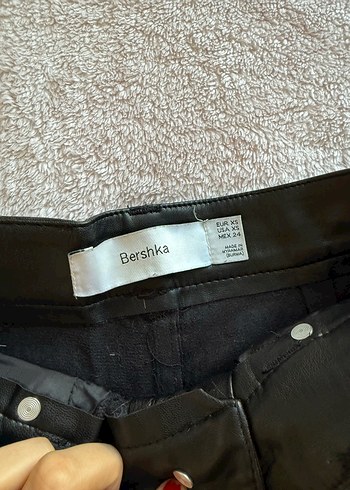 Bershka
EUR XS
USA XS
MEX 24
MADE IN
MYANMAR
(BURMA)